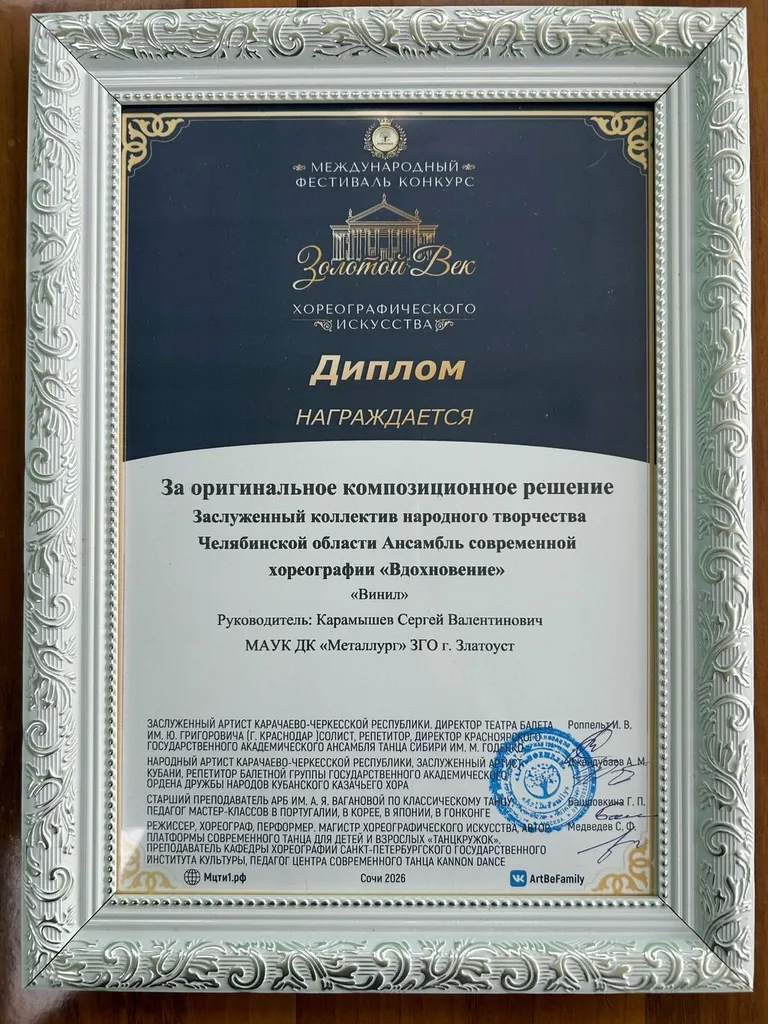 МЕЖДУНАРОДНЫЙ
ФЕСТИВАЛЬ КОНКУРС
Золотой Век
ХОРЕОГРАФИЧЕСКОГО
ИСКУССТВА
Диплом
НАГРАЖДАЕТСЯ
За оригинальное композиционное решение
Заслуженный коллектив народного творчества
Челябинской области Ансамбль современной
хореографии «Вдохновение»
«Винил»
Руководитель: Карамышев Сергей Валентинович
МАУК ДК «Металлург» ЗГО г. Златоуст
ЗАСЛУЖЕННЫЙ АРТИСТ КАРАЧАЕВО-ЧЕРКЕССКОЙ РЕСПУБЛИКИ. ДИРЕКТОР ТЕАТРА БАЛЕТА Роппельт И. В.
ИМ. Ю. ГРИГОРОВИЧА (Г. КРАСНОДАР )СОЛИСТ, РЕПЕТИТОР, ДИРЕКТОР КРАСНОЯРСКОГО
ГОСУДАРСТВЕННОГО АКАДЕМИЧЕСКОГО АНСАМБЛЯ ТАНЦА СИБИРИ ИМ. М. ГОДЕНКО
НАРОДНЫЙ АРТИСТ КАРАЧАЕВО-ЧЕРКЕССКОЙ РЕСПУБЛИКИ, ЗАСЛУЖЕННЫЙ АРТИСТ А. М.
КУБАНИ, РЕПЕТИТОР БАЛЕТНОЙ ГРУППЫ ГОСУДАРСТВЕННОГО АКАДЕМИЧЕСКОГО
ОРДЕНА ДРУЖБЫ НАРОДОВ КУБАНСКОГО КАЗАЧЬЕГО ХОРА
СТАРШИЙ ПРЕПОДАВАТЕЛЬ АРБ ИМ. А. Я. ВАГАНОВОЙ ПО КЛАССИЧЕСКОМУ ТАНЦУ, Башловкина Г. П.
ПЕДАГОГ МАСТЕР-КЛАССОВ В ПОРТУГАЛИИ, В КОРЕЕ, В ЯПОНИИ, В ГОНКОНГЕ
РЕЖИССЕР, ХОРЕОГРАФ, ПЕРФОРМЕР. МАГИСТР ХОРЕОГРАФИЧЕСКОГО ИСКУССТВА, АВТОР Медведев С. Ф.
ПЛАТФОРМЫ СОВРЕМЕННОГО ТАНЦА ДЛЯ ДЕТЕЙ И ВЗРОСЛЫХ «ТАНЦКРУЖОК».
ПРЕПОДАВАТЕЛЬ КАФЕДРЫ ХОРЕОГРАФИИ САНКТ-ПЕТЕРБУРГСКОГО ГОСУДАРСТВЕННОГО
ИНСТИТУТА КУЛЬТУРЫ, ПЕДАГОГ ЦЕНТРА СОВРЕМЕННОГО ТАНЦА KANNON DANCE
Мцти1.рф Сочи 2026 ArtBeFamily